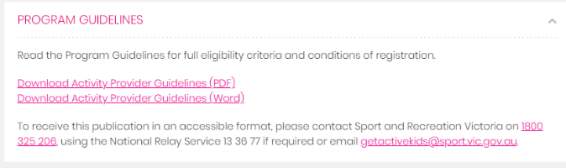 PROGRAM GUIDELINES
Read the Program Guidelines for full eligibility criteria and conditions of registration.
Download Activity Provider Guidelines (PDF)
Download Activity Provider Guidelines (Word)
To receive this publication in an accessible format, please contact Sport and Recreation Victoria on 1800
325 206, using the National Relay Service 13 36 77 if required or email getactivekids@sport.vic.gov.au.